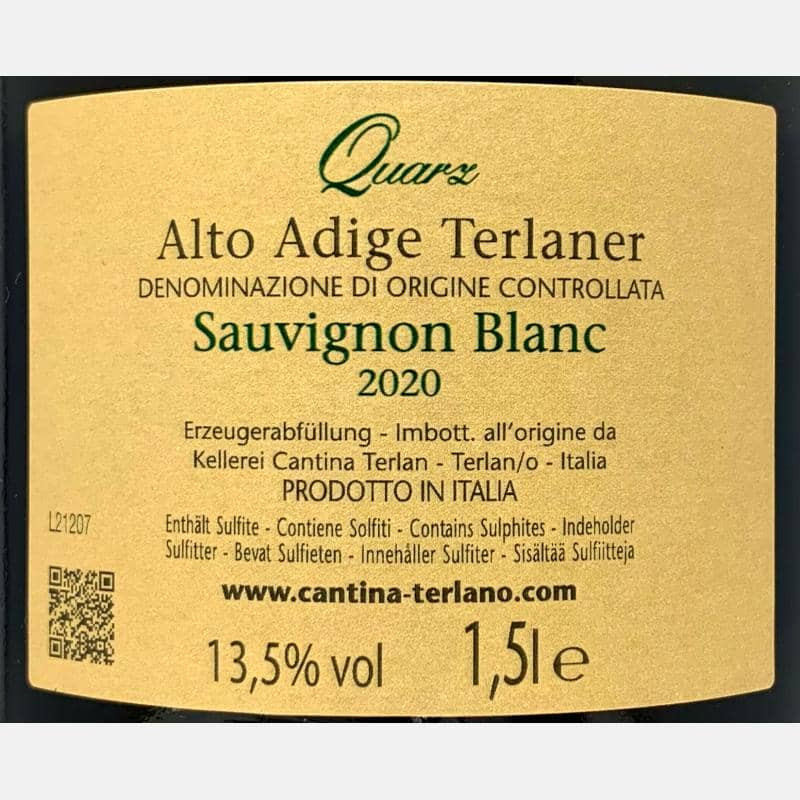 Quarz
Alto Adige Terlaner
DENOMINAZIONE DI ORIGINE CONTROLLATA
Sauvignon Blanc
2020
Erzeugerabfüllung - Imbott. all'origine da
Kellerei Cantina Terlan - Terlan/o - Italia
PRODOTTO IN ITALIA
L21207
Enthält Sulfite - Contiene Solfiti - Contains Sulphites - Indeholder
Sulfitter - Bevat Sulfieten - Innehåller Sulfiter - Sisältää Sulfiitteja
www.cantina-terlano.com
13,5% vol 1,5l e